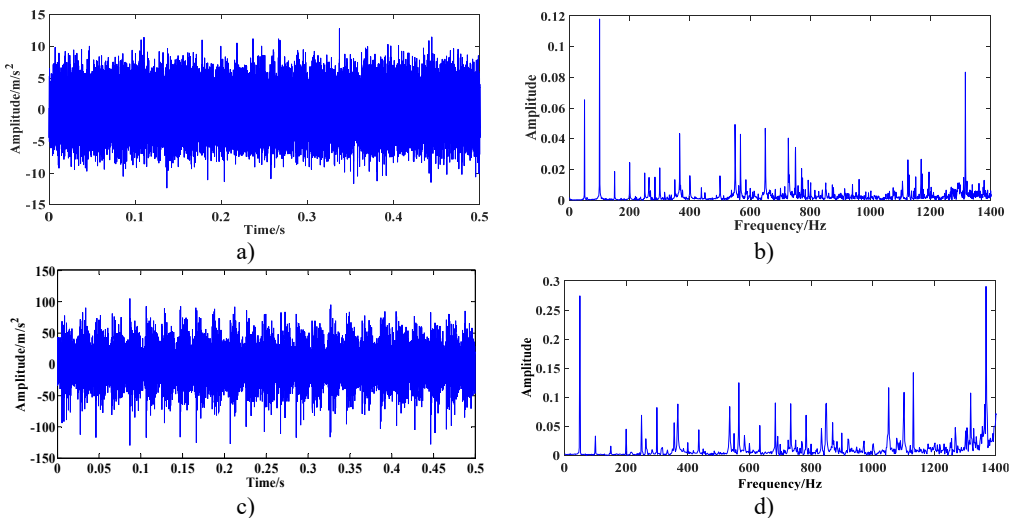 15
10
5
0
-5
-10
-15
0 0.1 0.2 0.3 0.4 0.5
Amplitude/m/s²
Time/s
a)
0.12
0.1
0.08
0.06
0.04
0.02
0
0 200 400 600 800 1000 1200 1400
Amplitude
Frequency/Hz
b)
150
100
50
0
-50
-100
-150
0 0.05 0.1 0.15 0.2 0.25 0.3 0.35 0.4 0.45 0.5
Amplitude/m/s²
Time/s
c)
0.3
0.25
0.2
0.15
0.1
0.05
0
0 200 400 600 800 1000 1200 1400
Amplitude
Frequency/Hz
d)